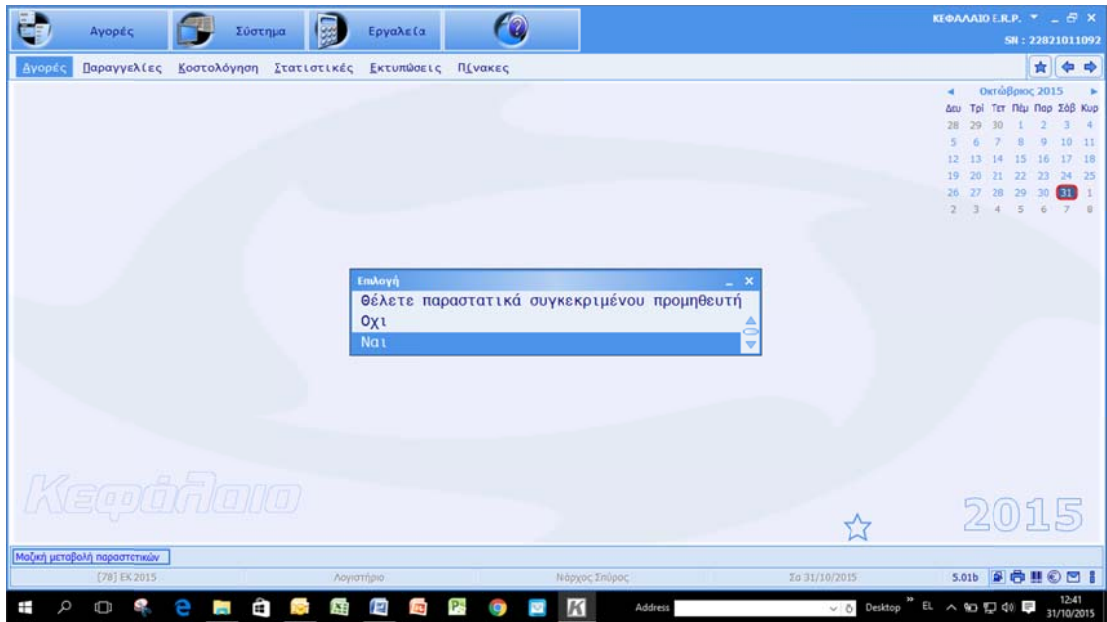 Αγορές Σύστημα Εργαλεία ΚΕΦΑΛΑΙΟ E.R.P.
SN : 22821011092
Αγορές Παραγγελίες Κοστολόγηση Στατιστικές Εκτυπώσεις Πίνακες
Οκτώβριος 2015
Δευ Τρί Τετ Πέμ Παρ Σάβ Κυρ
28 29 30 1 2 3 4
5 6 7 8 9 10 11
12 13 14 15 16 17 18
19 20 21 22 23 24 25
26 27 28 29 30 31 1
2 3 4 5 6 7 8
Επιλογή
Θέλετε παραστατικά συγκεκριμένου προμηθευτή
Οχι
Ναι
Κεφάλαιο
2015
Μαζική μεταβολή παραστατικών
[78] ΕΚ 2015 Λογιστήριο Νάρχος Σπύρος Σα 31/10/2015 5.01b
Address Desktop EL 12:41
31/10/2015